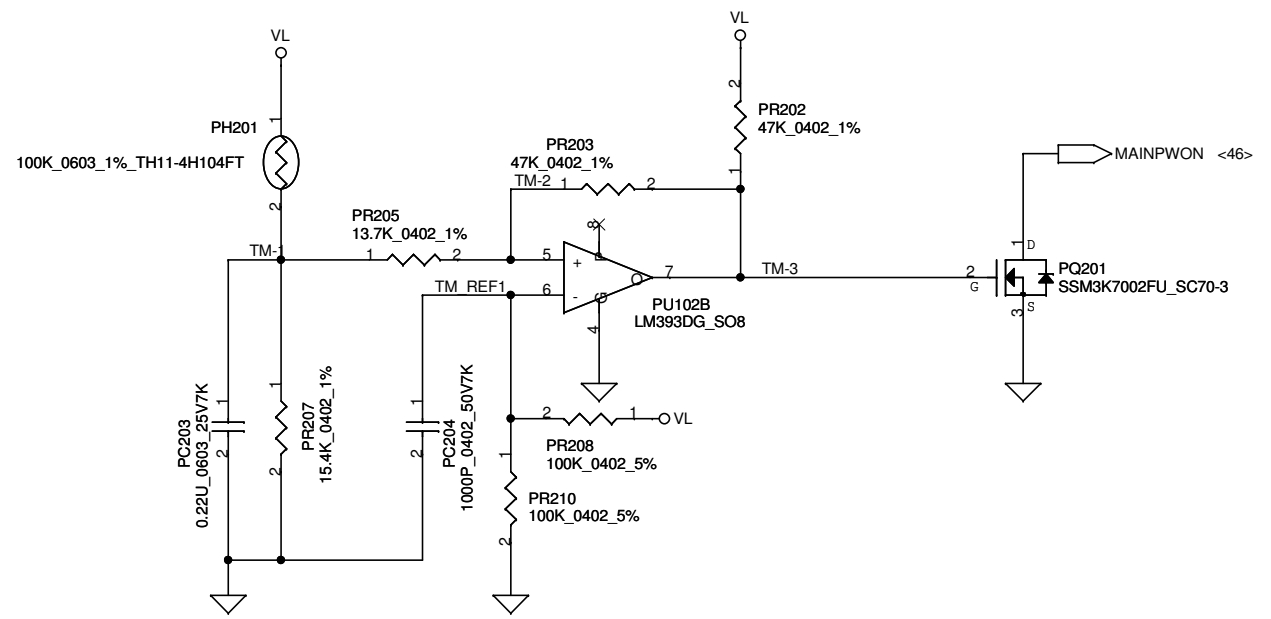 VL
VL
PH201
100K_0603_1%_TH11-4H104FT
1
2
PR202
47K_0402_1%
2
1
PR203
47K_0402_1%
TM-2
1
2
MAINPWON <46>
PR205
13.7K_0402_1%
TM-1
1
2
5
+
8
P
O
7
TM-3
TM_REF1
6
-
G
4
PU102B
LM393DG_SO8
2
G
1
D
PQ201
SSM3K7002FU_SC70-3
3
S
PC203
0.22U_0603_25V7K
1
2
PR207
15.4K_0402_1%
1
2
PC204
1000P_0402_50V7K
1
2
2
1
VL
PR208
100K_0402_5%
1
PR210
100K_0402_5%
2